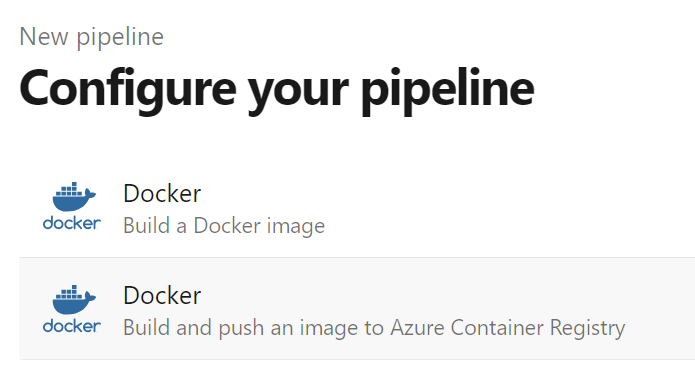 New pipeline
Configure your pipeline
docker
Docker
Build a Docker image
docker
Docker
Build and push an image to Azure Container Registry